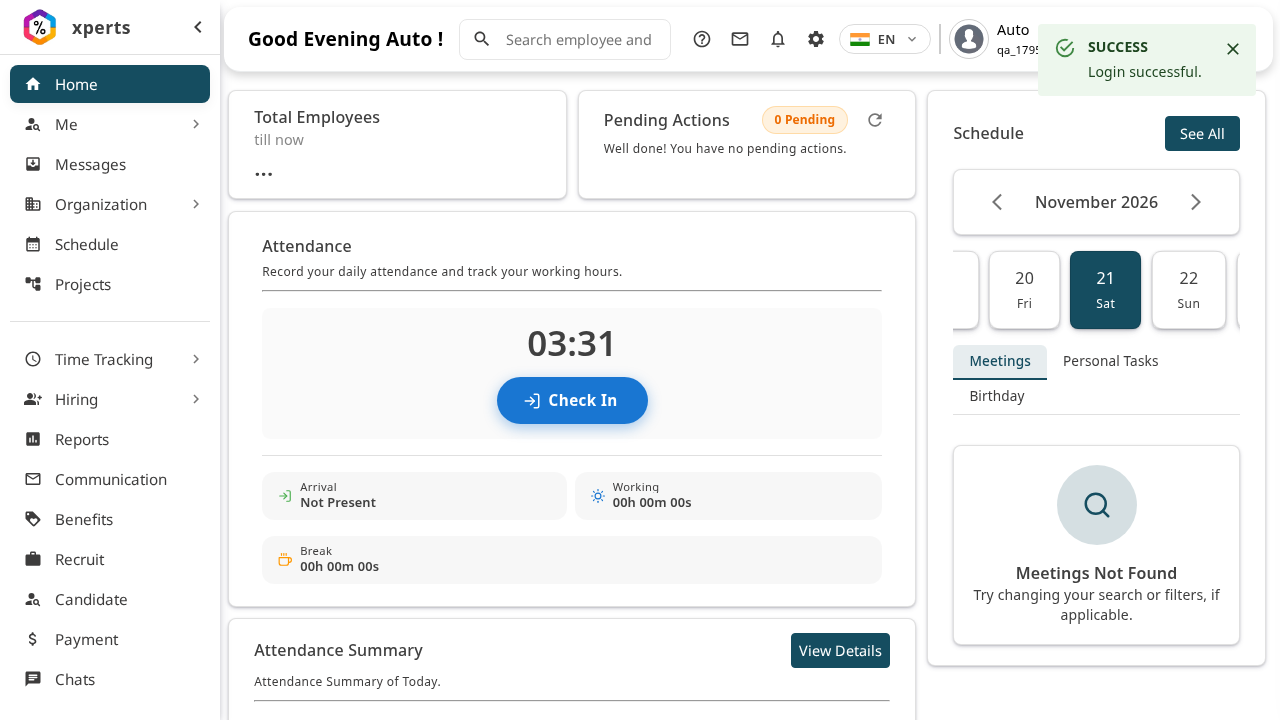 xperts
Home
Me
Messages
Organization
Schedule
Projects
Time Tracking
Hiring
Reports
Communication
Benefits
Recruit
Candidate
Payment
Chats
Good Evening Auto !
Search employee and
EN
Auto
SUCCESS
Login successful.
Total Employees
till now
...
Pending Actions
0 Pending
Well done! You have no pending actions.
Attendance
Record your daily attendance and track your working hours.
03:31
Check In
Arrival
Not Present
Working
00h 00m 00s
Break
00h 00m 00s
Attendance Summary
View Details
Attendance Summary of Today.
Schedule
See All
November 2026
20
Fri
21
Sat
22
Sun
Meetings
Personal Tasks
Birthday
Meetings Not Found
Try changing your search or filters, if
applicable.